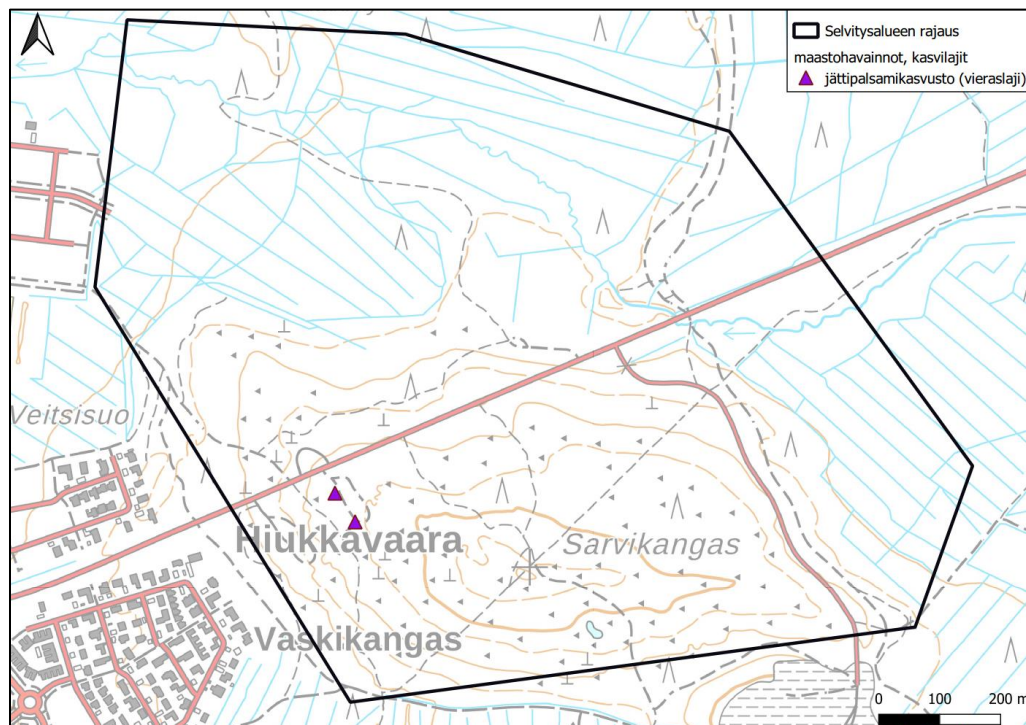 Selvitysalueen rajaus
maastohavainnot, kasvilajit
jättipalsamikasvusto (vieraslaji)
Veitsisuo
Hiukkavaara
Sarvikangas
Vaskikangas
0 100 200 m